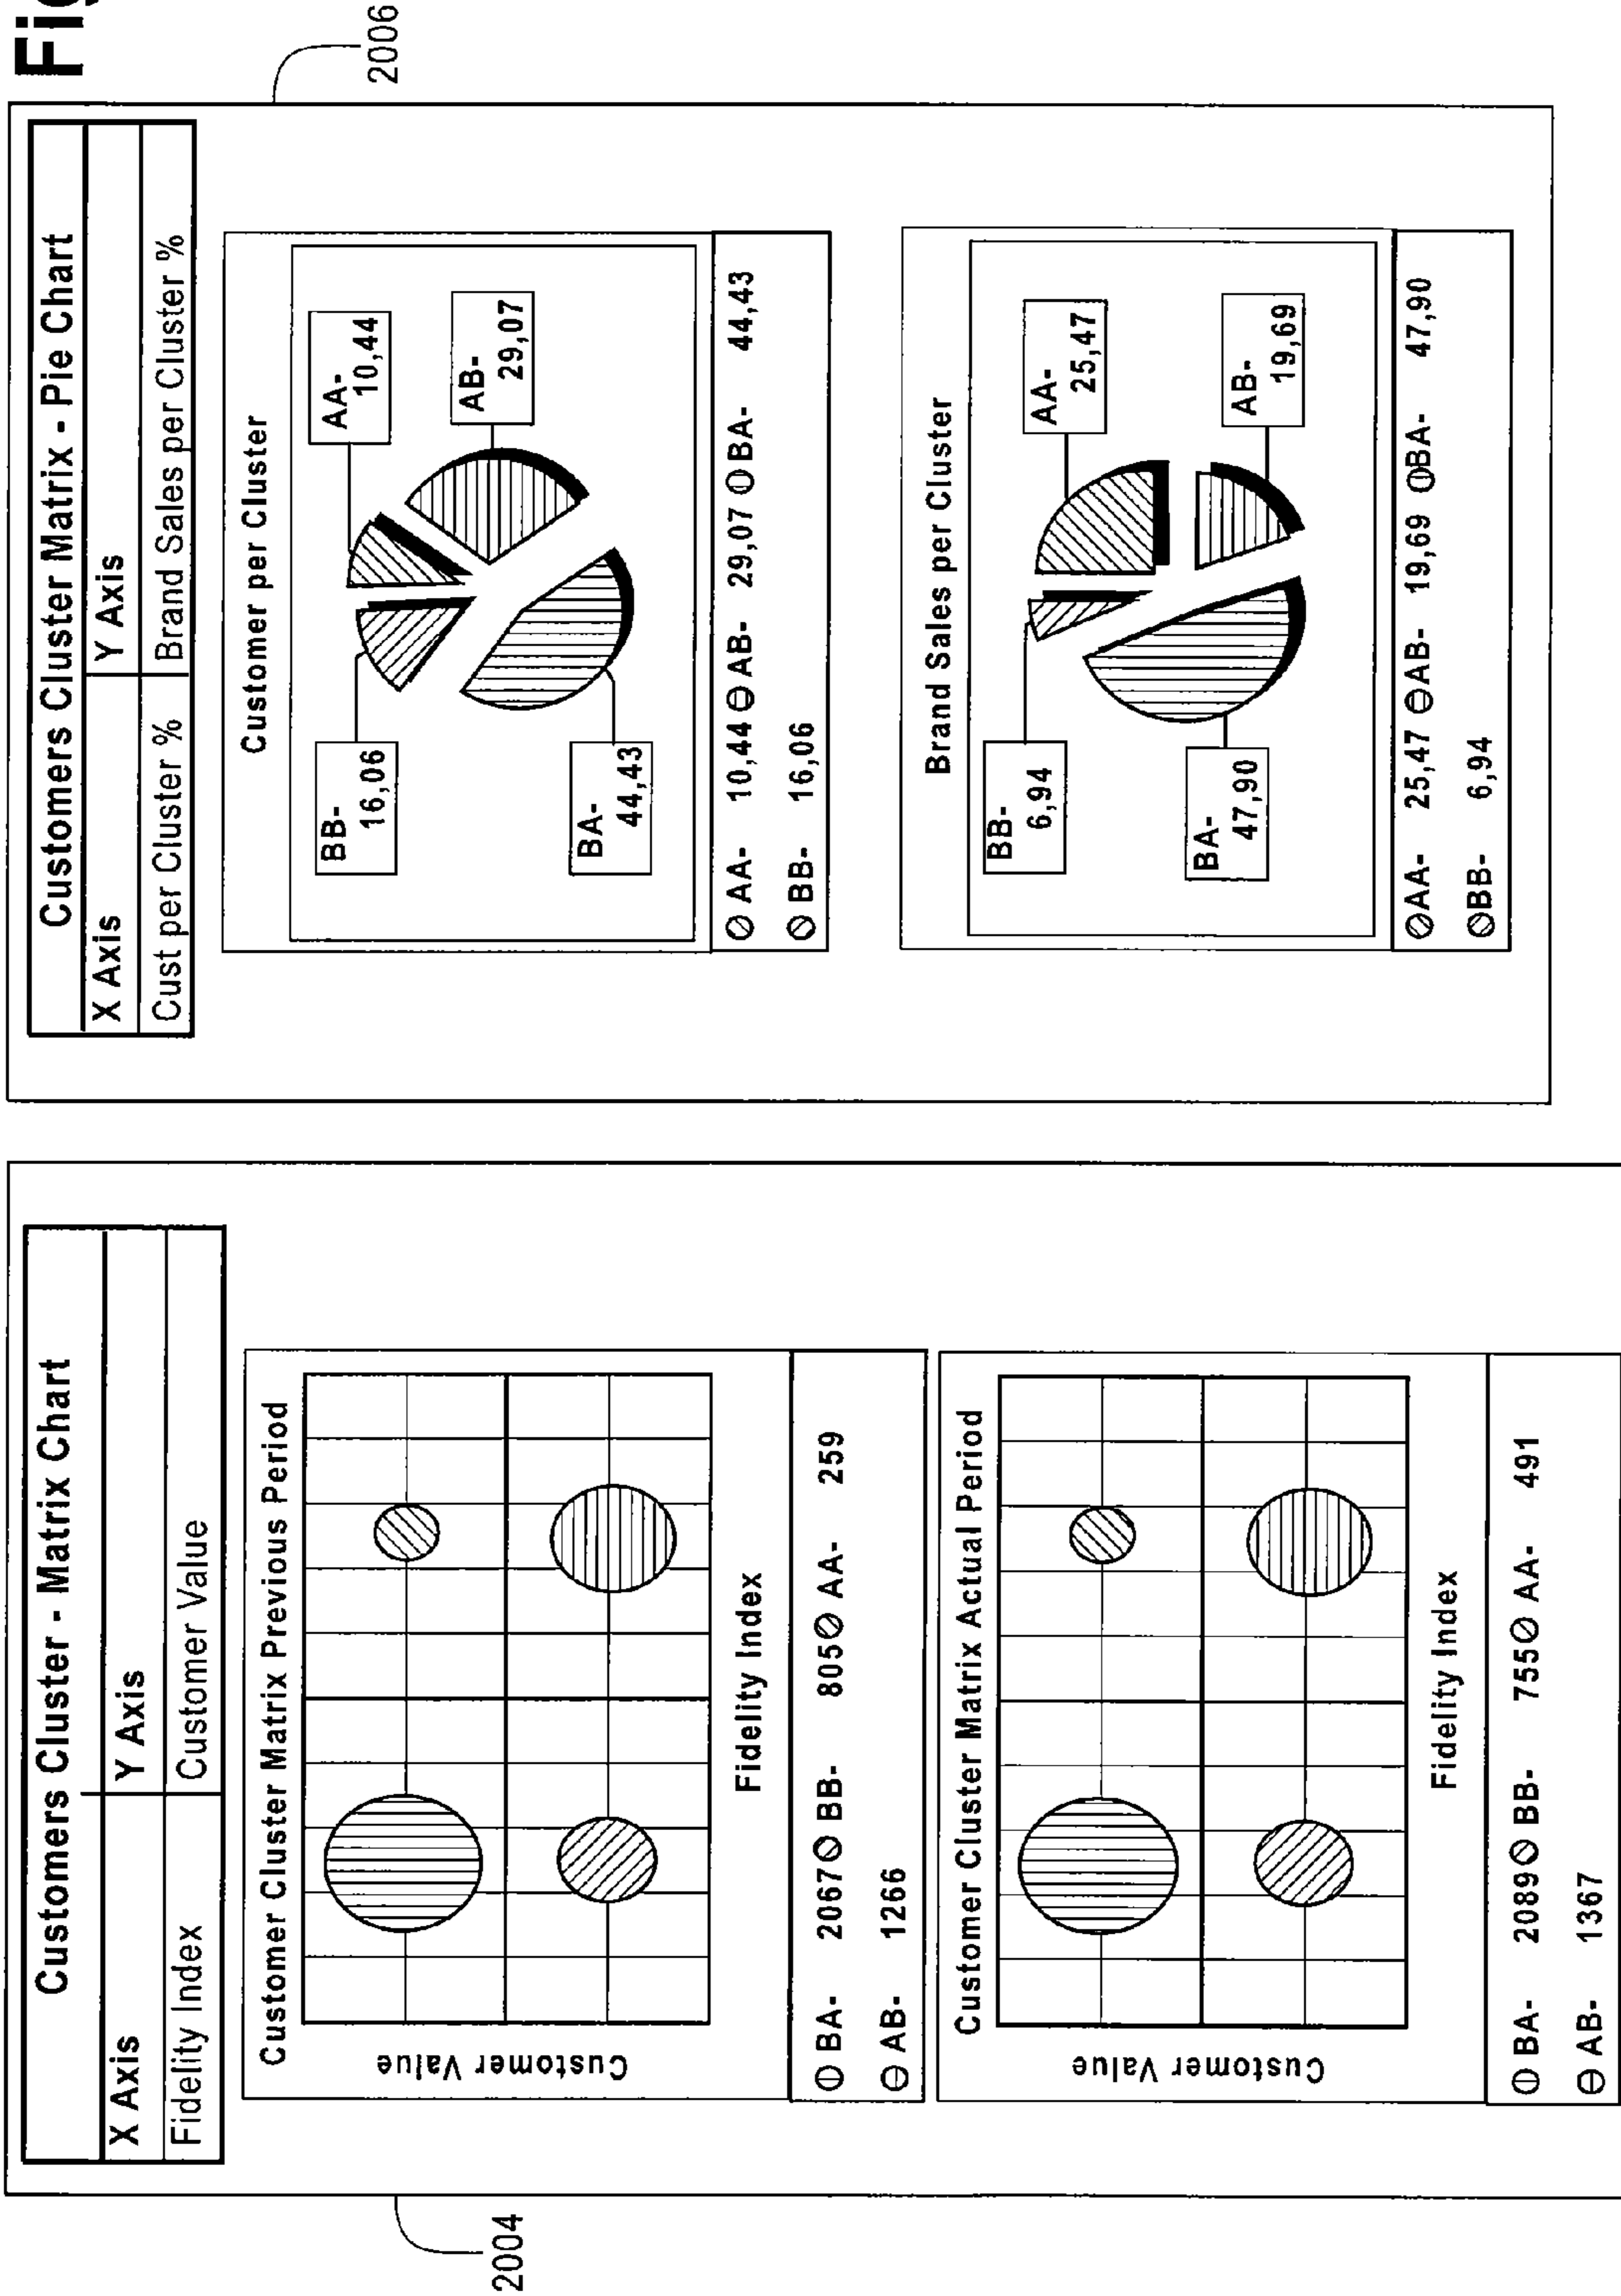 Fig
2004
Customers Cluster - Matrix Chart
X Axis Y Axis
Fidelity Index Customer Value
Customer Cluster Matrix Previous Period
Customer Value
Fidelity Index
BA- 2067 BB- 805 AA- 259
AB- 1266
Customer Cluster Matrix Actual Period
Customer Value
Fidelity Index
BA- 2089 BB- 755 AA- 491
AB- 1367
2006
Customers Cluster Matrix - Pie Chart
X Axis Y Axis
Cust per Cluster % Brand Sales per Cluster %
Customer per Cluster
BB-
16,06
AA-
10,44
BA-
44,43
AB-
29,07
AA- 10,44 AB- 29,07 BA- 44,43
BB- 16,06
Brand Sales per Cluster
BB-
6,94
AA-
25,47
BA-
47,90
AB-
19,69
AA- 25,47 AB- 19,69 BA- 47,90
BB- 6,94